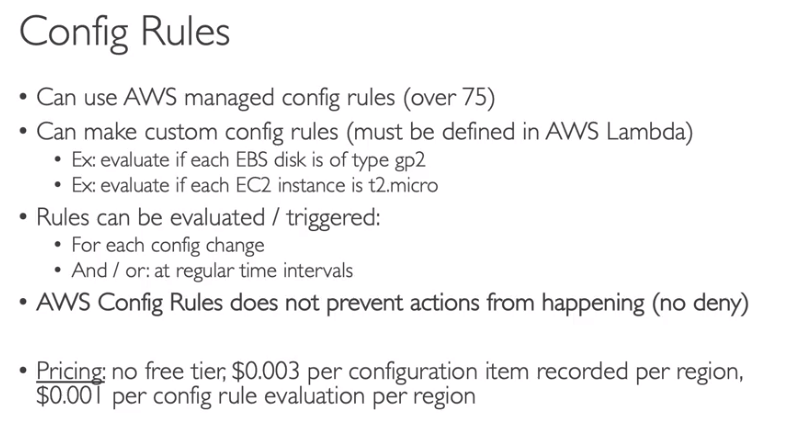 Config Rules
• Can use AWS managed config rules (over 75)
• Can make custom config rules (must be defined in AWS Lambda)
• Ex: evaluate if each EBS disk is of type gp2
• Ex: evaluate if each EC2 instance is t2.micro
• Rules can be evaluated / triggered:
• For each config change
• And / or: at regular time intervals
• AWS Config Rules does not prevent actions from happening (no deny)
• Pricing: no free tier, $0.003 per configuration item recorded per region,
$0.001 per config rule evaluation per region